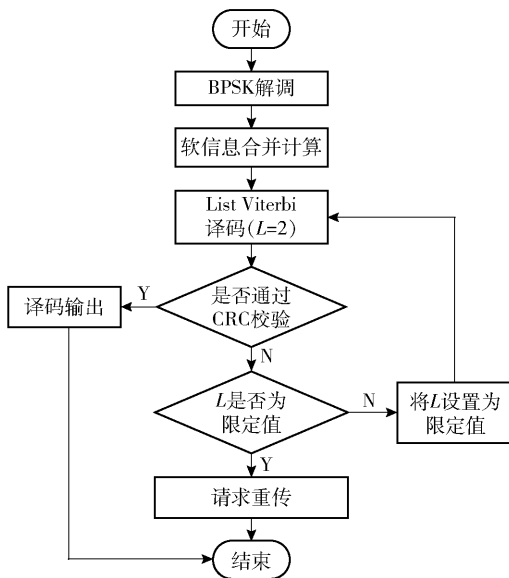 开始
BPSK解调
软信息合并计算
List Viterbi
译码(L=2)
是否通过
CRC校验
Y
译码输出
N
L是否为
限定值
N
将L设置为
限定值
Y
请求重传
结束